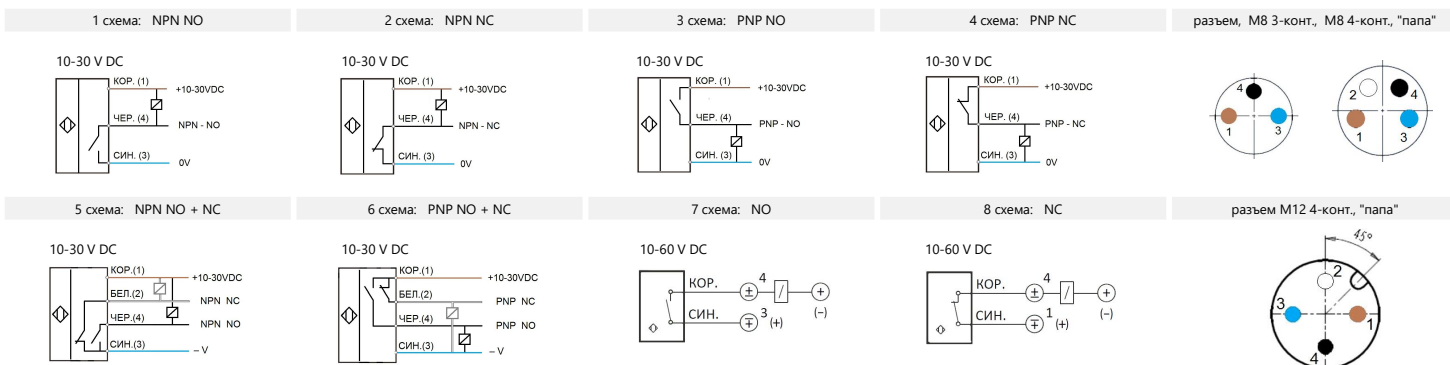 1 схема: NPN NO
2 схема: NPN NC
3 схема: PNP NO
4 схема: PNP NC
разъем, M8 3-конт., M8 4-конт., "папа"
10-30 V DC
КОР. (1)
+10-30VDC
ЧЕР. (4)
NPN - NO
СИН. (3)
0V
10-30 V DC
КОР. (1)
+10-30VDC
ЧЕР. (4)
NPN - NC
СИН. (3)
0V
10-30 V DC
КОР. (1)
+10-30VDC
ЧЕР. (4)
PNP - NO
СИН. (3)
0V
10-30 V DC
КОР. (1)
+10-30VDC
ЧЕР. (4)
PNP - NC
СИН. (3)
0V
4
1
3
2
4
1
3
5 схема: NPN NO + NC
6 схема: PNP NO + NC
7 схема: NO
8 схема: NC
разъем M12 4-конт., "папа"
10-30 V DC
КОР.(1)
+10-30VDC
БЕЛ.(2)
NPN NC
ЧЕР.(4)
NPN NO
СИН.(3)
– V
10-30 V DC
КОР.(1)
+10-30VDC
БЕЛ.(2)
PNP NC
ЧЕР.(4)
PNP NO
СИН.(3)
– V
10-60 V DC
КОР.
±
4
+
(–)
СИН.
∓
3
(+)
10-60 V DC
КОР.
±
4
+
(–)
СИН.
∓
1
(+)
45°
2
3
1
4